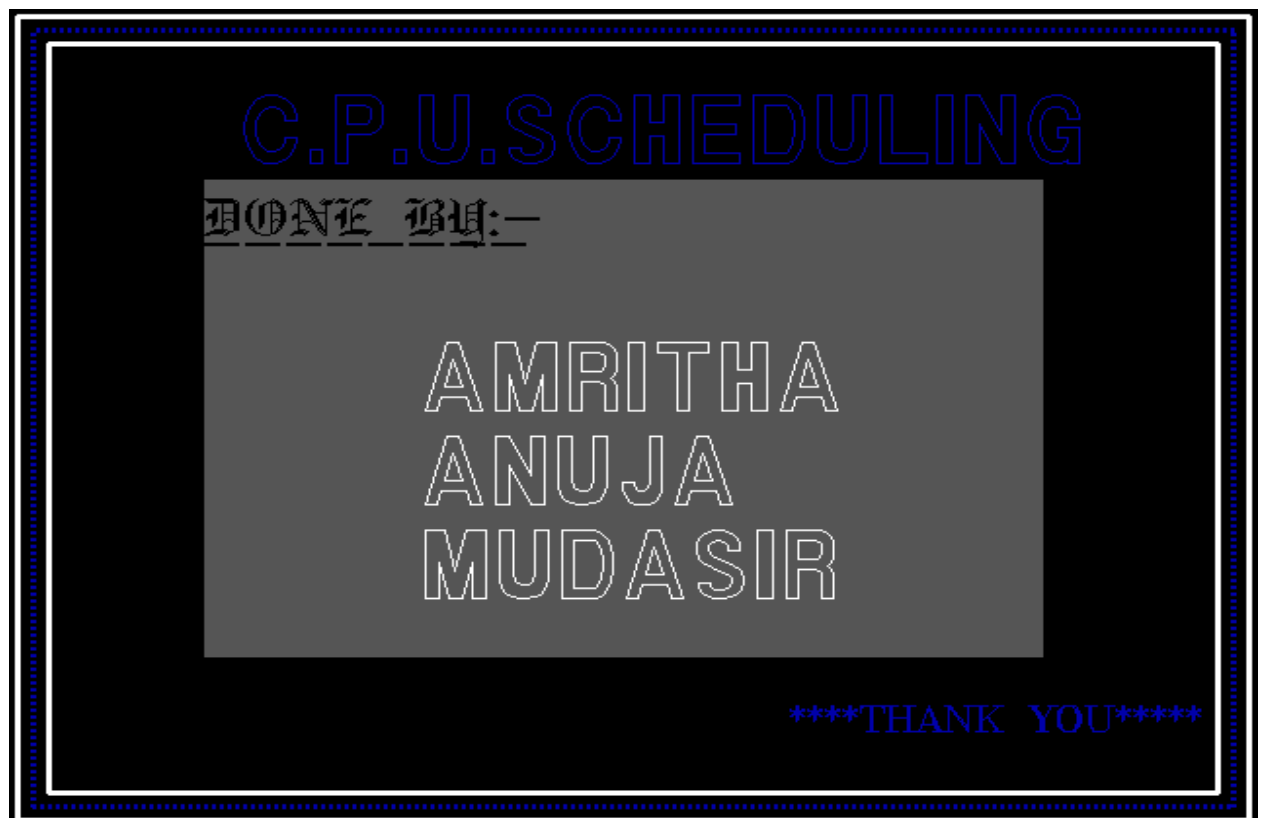 C.P.U.SCHEDULING
DONE BY:-
AMRITHA
ANUJA
MUDASIR
****THANK YOU*****